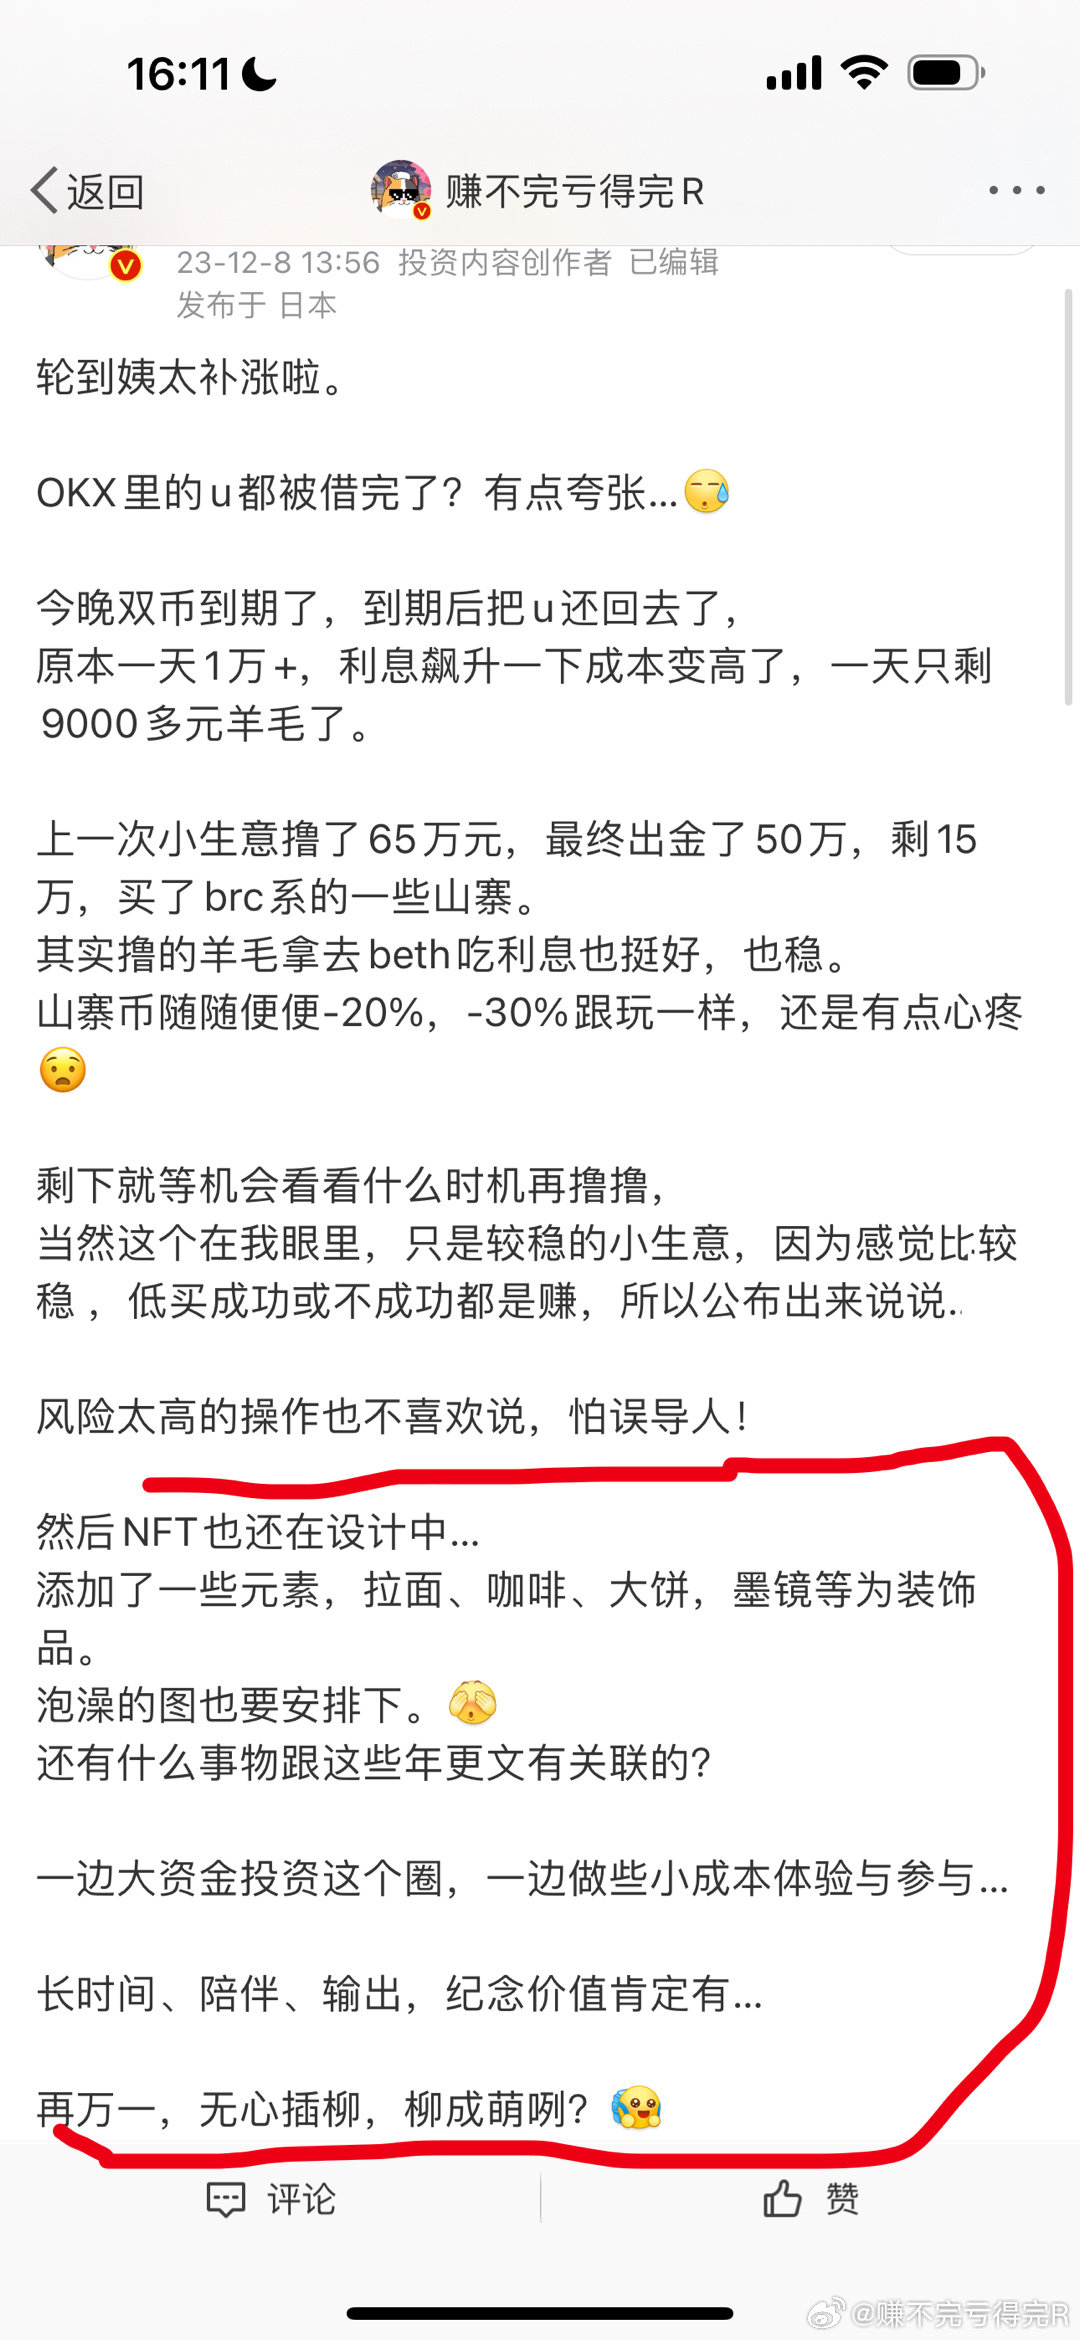 16:11
返回
赚不完亏得完R
23-12-8 13:56 投资内容创作者 已编辑
发布于 日本
轮到姨太补涨啦。
OKX里的u都被借完了？有点夸张...
今晚双币到期了，到期后把u还回去了，
原本一天1万+，利息飙升一下成本变高了，一天只剩
9000多元羊毛了。
上一次小生意撸了65万元，最终出金了50万，剩15
万，买了brc系的一些山寨。
其实撸的羊毛拿去beth吃利息也挺好，也稳。
山寨币随随便便-20%，-30%跟玩一样，还是有点心疼
剩下就等机会看看什么时机再撸撸，
当然这个在我眼里，只是较稳的小生意，因为感觉比较
稳，低买成功或不成功都是赚，所以公布出来说说..
风险太高的操作也不喜欢说，怕误导人！
然后NFT也还在设计中...
添加了一些元素，拉面、咖啡、大饼，墨镜等为装饰
品。
泡澡的图也要安排下。
还有什么事物跟这些年更文有关联的？
一边大资金投资这个圈，一边做些小成本体验与参与...
长时间、陪伴、输出，纪念价值肯定有...
再万一，无心插柳，柳成萌咧？
评论
赞
@赚不完亏得完R